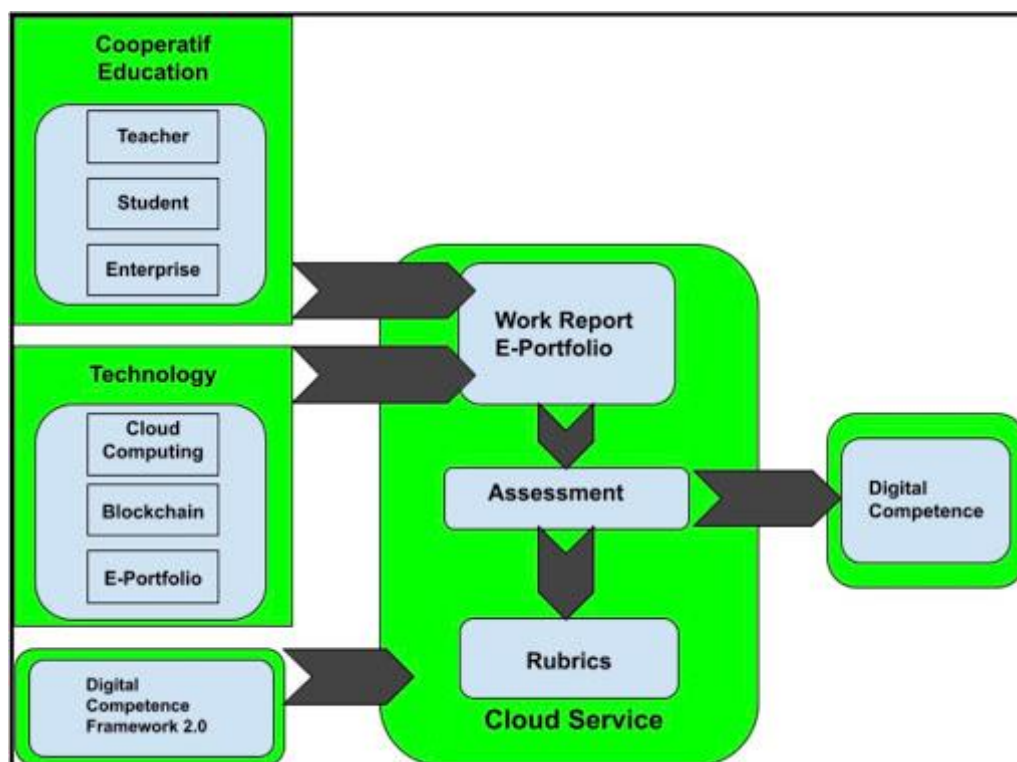 Cooperatif
Education
Teacher
Student
Enterprise
Technology
Cloud
Computing
Blockchain
E-Portfolio
Digital
Competence
Framework 2.0
Work Report
E-Portfolio
Assessment
Rubrics
Cloud Service
Digital
Competence